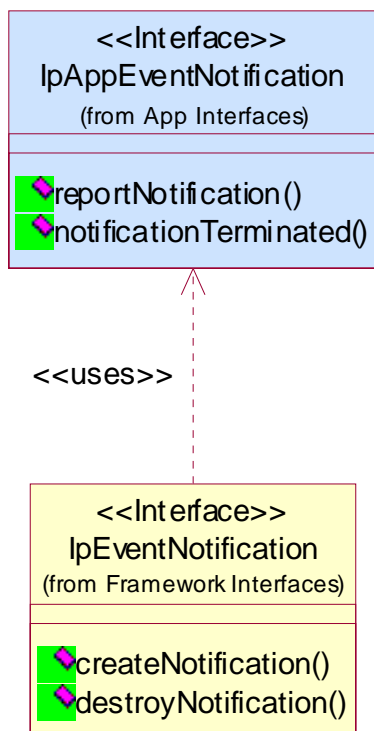 <<Interface>>
IpAppEventNotification
(from App Interfaces)
reportNotification()
notificationTerminated()
<<uses>>
<<Interface>>
IpEventNotification
(from Framework Interfaces)
createNotification()
destroyNotification()